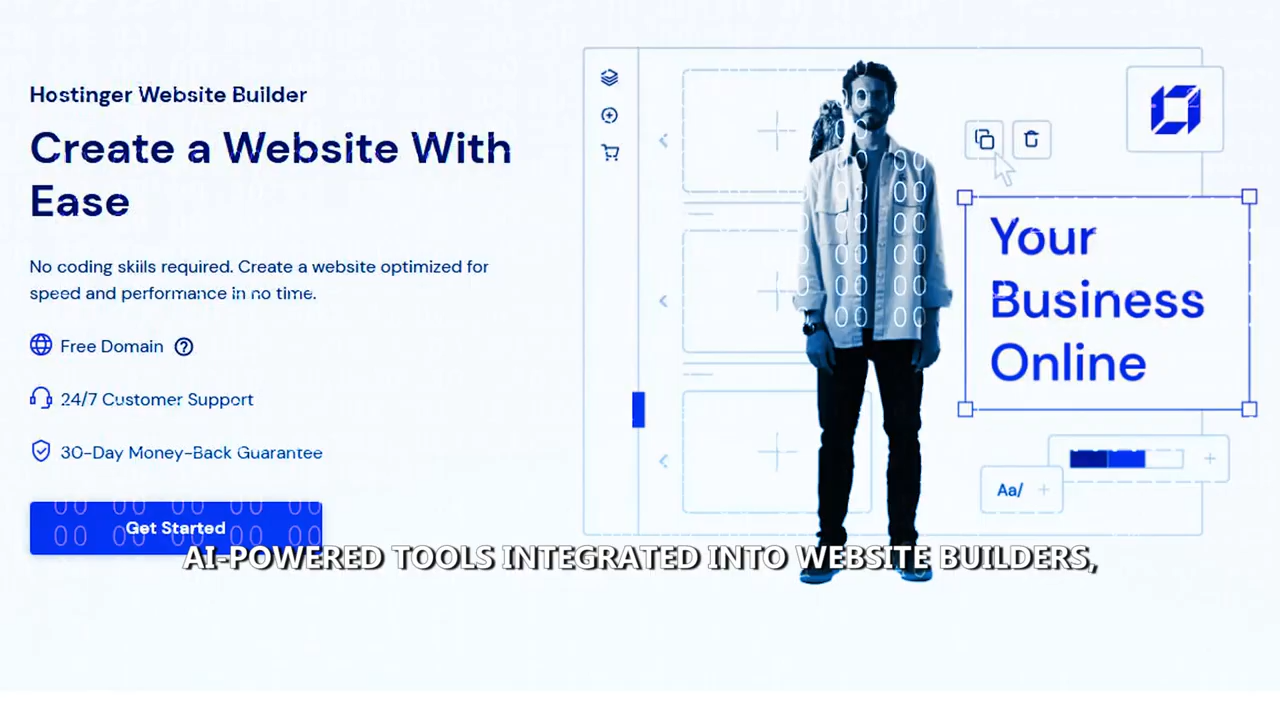 Hostinger Website Builder
Create a Website With
Ease
No coding skills required. Create a website optimized for
speed and performance in no time.
Free Domain ?
24/7 Customer Support
30-Day Money-Back Guarantee
Get Started
Your
Business
Online
Aa/ +
AI-POWERED TOOLS INTEGRATED INTO WEBSITE BUILDERS,